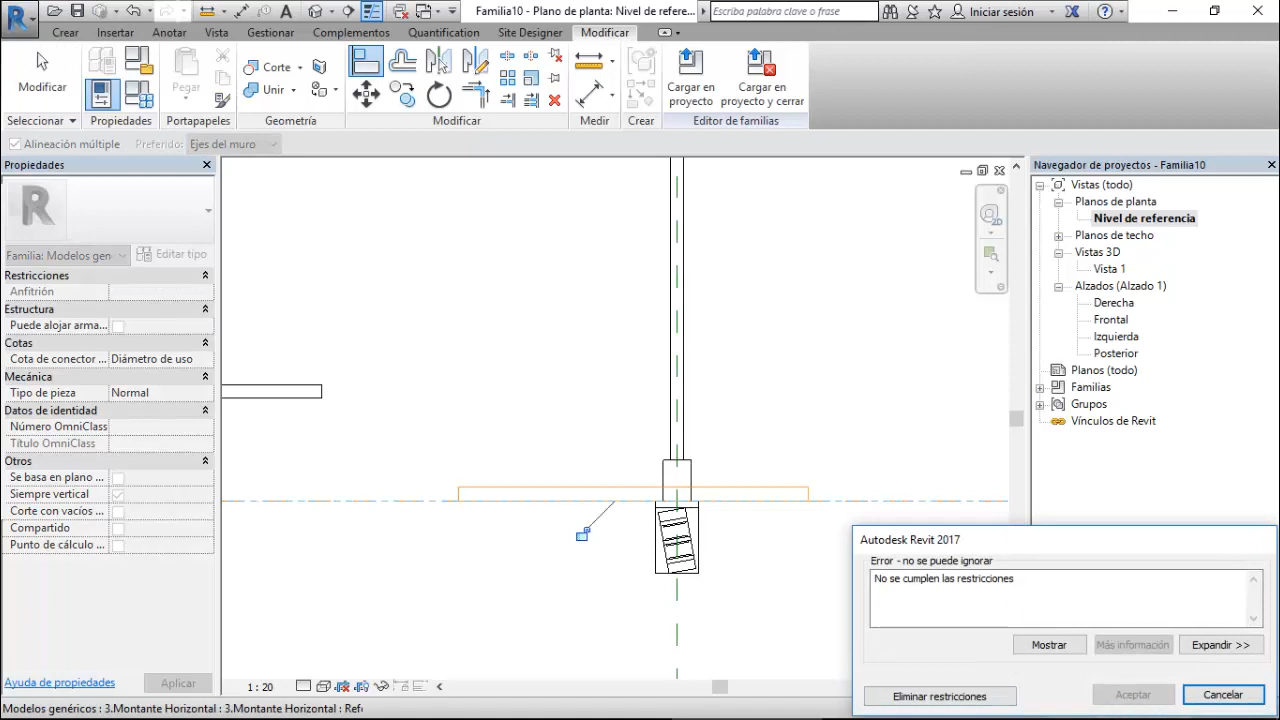 Familia10 - Plano de planta: Nivel de refere...
Escriba palabra clave o frase
Iniciar sesión
Crear
Insertar
Anotar
Vista
Gestionar
Complementos
Quantification
Site Designer
Modificar
Modificar
Pegar
Corte
Unir
Cargar en
proyecto
Cargar en
proyecto y cerrar
Seleccionar
Propiedades
Portapapeles
Geometría
Modificar
Medir
Crear
Editor de familias
Alineación múltiple
Preferido:
Ejes del muro
Propiedades
Familia: Modelos gen
Editar tipo
Restricciones
Anfitrión
Estructura
Puede alojar arma...
Cotas
Cota de conector ...
Diámetro de uso
Mecánica
Tipo de pieza
Normal
Datos de identidad
Número OmniClass
Título OmniClass
Otros
Se basa en plano ...
Siempre vertical
Corte con vacíos ...
Compartido
Punto de cálculo ...
Ayuda de propiedades
Aplicar
2D
1 : 20
Navegador de proyectos - Familia10
Vistas (todo)
Planos de planta
Nivel de referencia
Planos de techo
Vistas 3D
Vista 1
Alzados (Alzado 1)
Derecha
Frontal
Izquierda
Posterior
Planos (todo)
Familias
Grupos
Vínculos de Revit
Autodesk Revit 2017
Error - no se puede ignorar
No se cumplen las restricciones
Mostrar
Más información
Expandir >>
Eliminar restricciones
Aceptar
Cancelar
Modelos genéricos : 3.Montante Horizontal : 3.Montante Horizontal : Ref